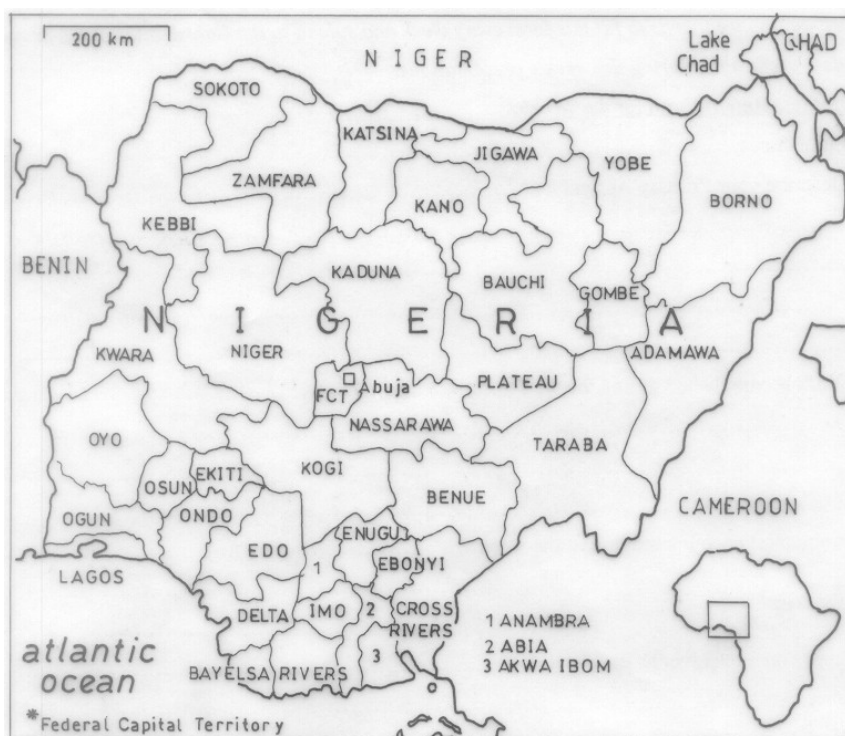 200 km
NIGER
Lake
Chad
CHAD
SOKOTO
KATSINA
JIGAWA
YOBE
ZAMFARA
KANO
BORNO
KEBBI
BENIN
KADUNA
BAUCHI
GOMBE
NIGERIA
KWARA
NIGER
ADAMAWA
FCT
Abuja
PLATEAU
NASSARAWA
OYO
TARABA
KOGI
OSUN
EKITI
BENUE
OGUN
ONDO
CAMEROON
EDO
ENUGU
EBONYI
1
LAGOS
DELTA
IMO
2
CROSS
RIVERS
1 ANAMBRA
2 ABIA
3 AKWA IBOM
3
atlantic
ocean
BAYELSA
RIVERS
*Federal Capital Territory